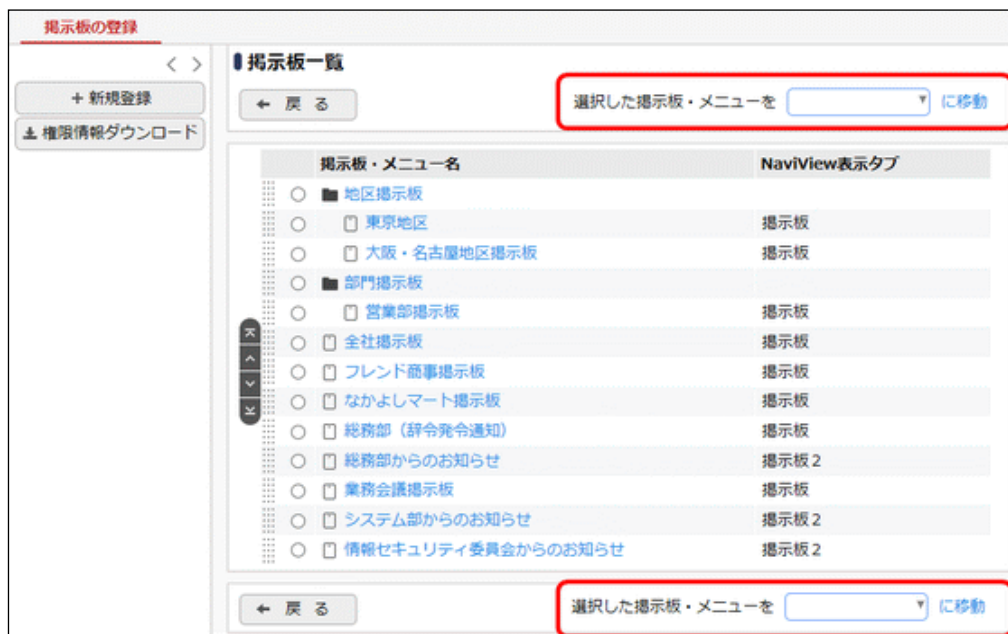 掲示板の登録
+ 新規登録
権限情報ダウンロード
掲示板一覧
← 戻る
選択した掲示板・メニューを に移動
掲示板・メニュー名 NaviView表示タブ
地区掲示板
東京地区 掲示板
大阪・名古屋地区掲示板 掲示板
部門掲示板
営業部掲示板 掲示板
全社掲示板 掲示板
フレンド商事掲示板 掲示板
なかよしマート掲示板 掲示板
総務部（辞令発令通知） 掲示板
総務部からのお知らせ 掲示板2
業務会議掲示板 掲示板
システム部からのお知らせ 掲示板2
情報セキュリティ委員会からのお知らせ 掲示板2
← 戻る
選択した掲示板・メニューを に移動